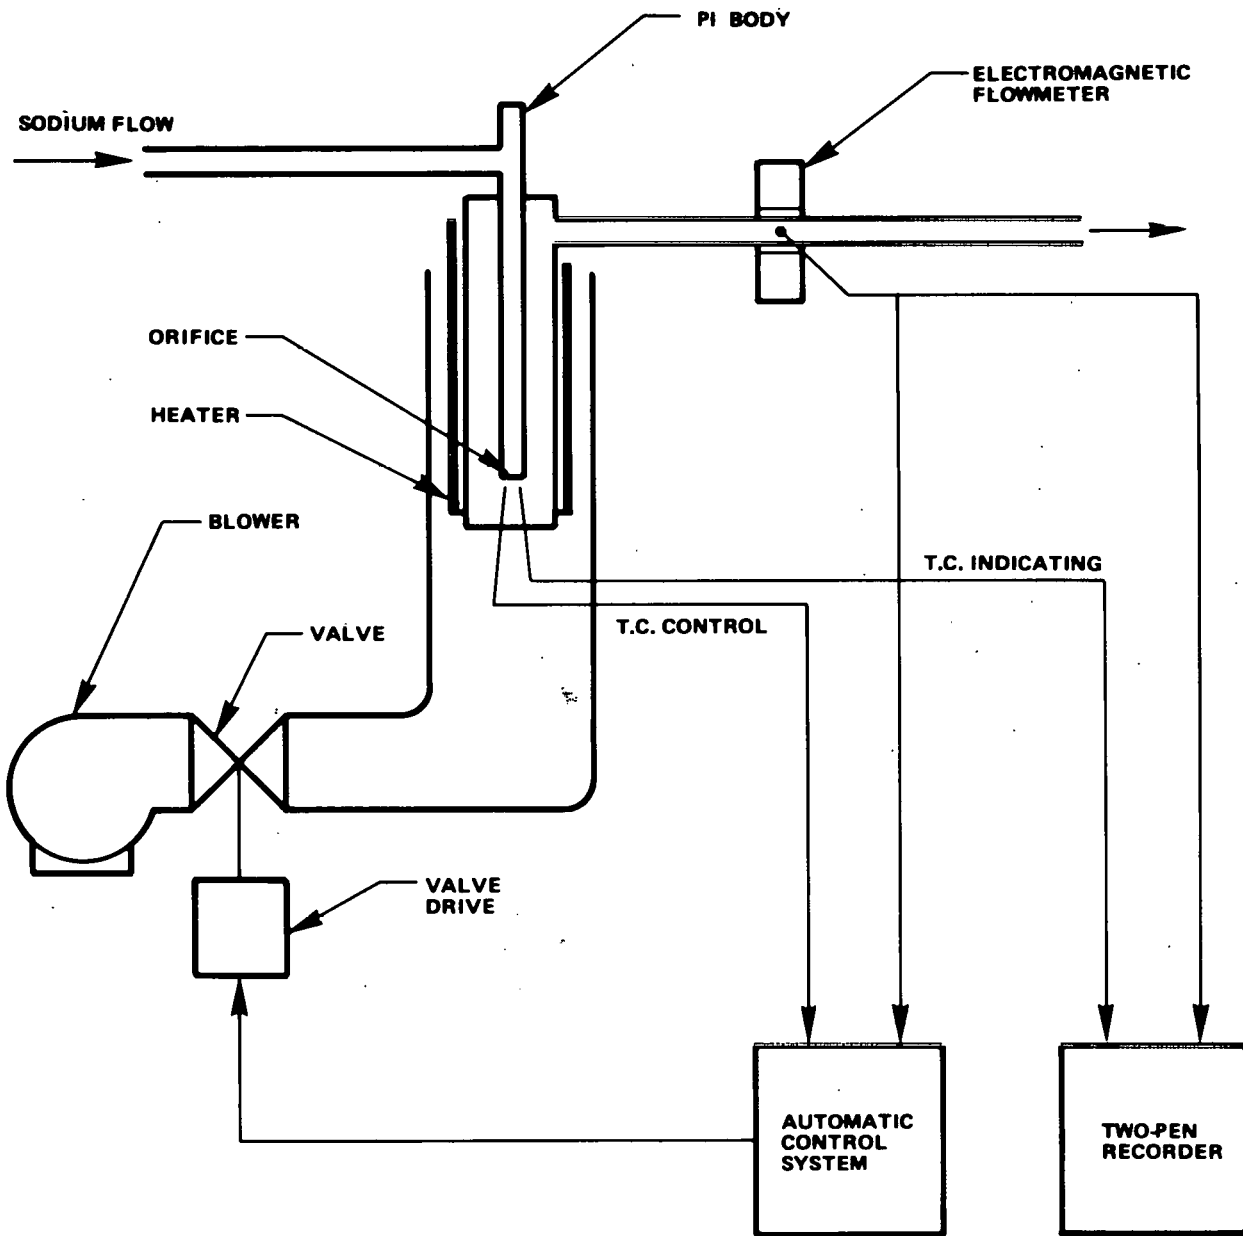 PI BODY
ELECTROMAGNETIC
FLOWMETER
SODIUM FLOW
ORIFICE
HEATER
BLOWER
T.C. INDICATING
VALVE
T.C. CONTROL
VALVE
DRIVE
AUTOMATIC
CONTROL
SYSTEM
TWO-PEN
RECORDER